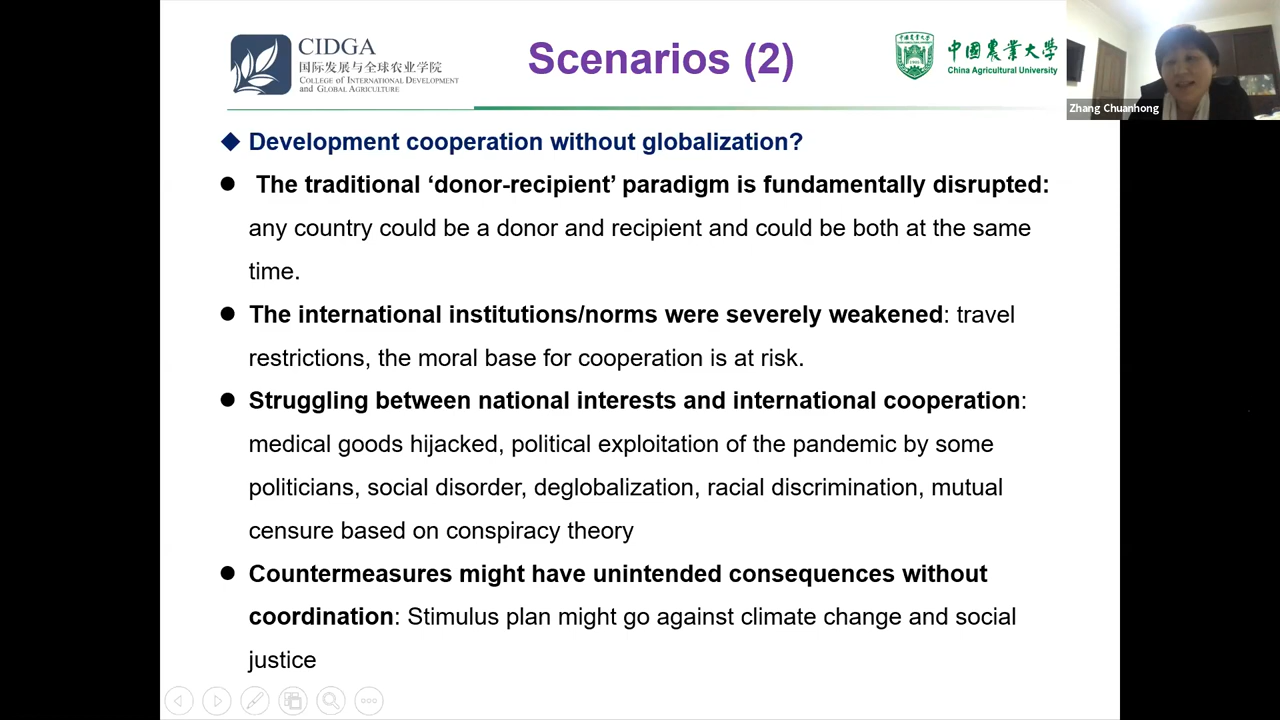 CIDGA
国际发展与全球农业学院
COLLEGE OF INTERNATIONAL DEVELOPMENT
AND GLOBAL AGRICULTURE
Scenarios (2)
中国農業大学
China Agricultural University
Zhang Chuanhong
Development cooperation without globalization?
The traditional ‘donor-recipient’ paradigm is fundamentally disrupted:
any country could be a donor and recipient and could be both at the same
time.
The international institutions/norms were severely weakened: travel
restrictions, the moral base for cooperation is at risk.
Struggling between national interests and international cooperation:
medical goods hijacked, political exploitation of the pandemic by some
politicians, social disorder, deglobalization, racial discrimination, mutual
censure based on conspiracy theory
Countermeasures might have unintended consequences without
coordination: Stimulus plan might go against climate change and social
justice